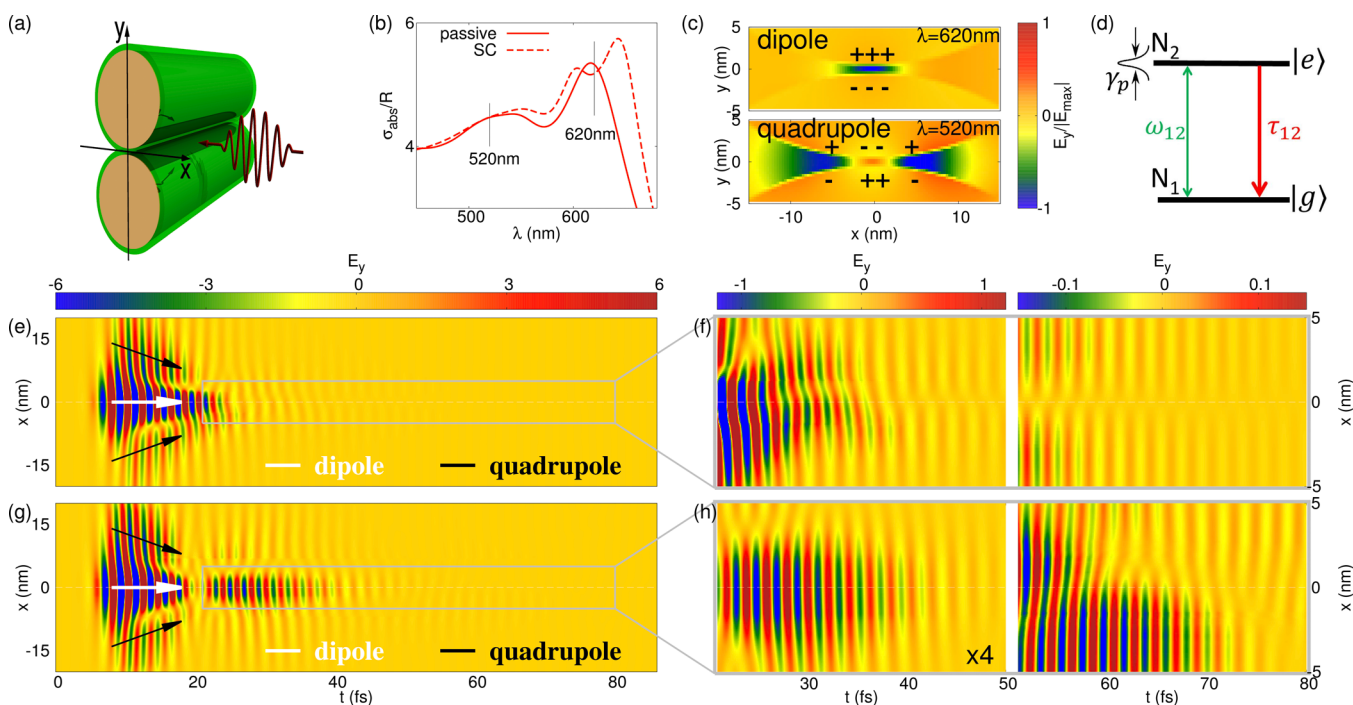 (a)
y
x
(b)
6
4
passive
SC
520nm
620nm
σabs/R
500
600
λ (nm)
(c)
dipole
λ=620nm
+++
- - -
quadrupole
λ=520nm
+ - - +
- ++ -
5
0
-5
y (nm)
5
0
-5
y (nm)
-10
0
10
x (nm)
1
0
-1
Ey/|Emax|
(d)
N2
|e⟩
γp
ω12
τ12
N1
|g⟩
Ey
-6
-3
0
3
6
Ey
-1
0
1
Ey
-0.1
0
0.1
(e)
15
0
-15
x (nm)
dipole
quadrupole
(f)
5
0
-5
x (nm)
(g)
15
0
-15
x (nm)
dipole
quadrupole
0
20
40
60
80
t (fs)
(h)
x4
5
0
-5
x (nm)
30
40
50
60
70
80
t (fs)
t (fs)